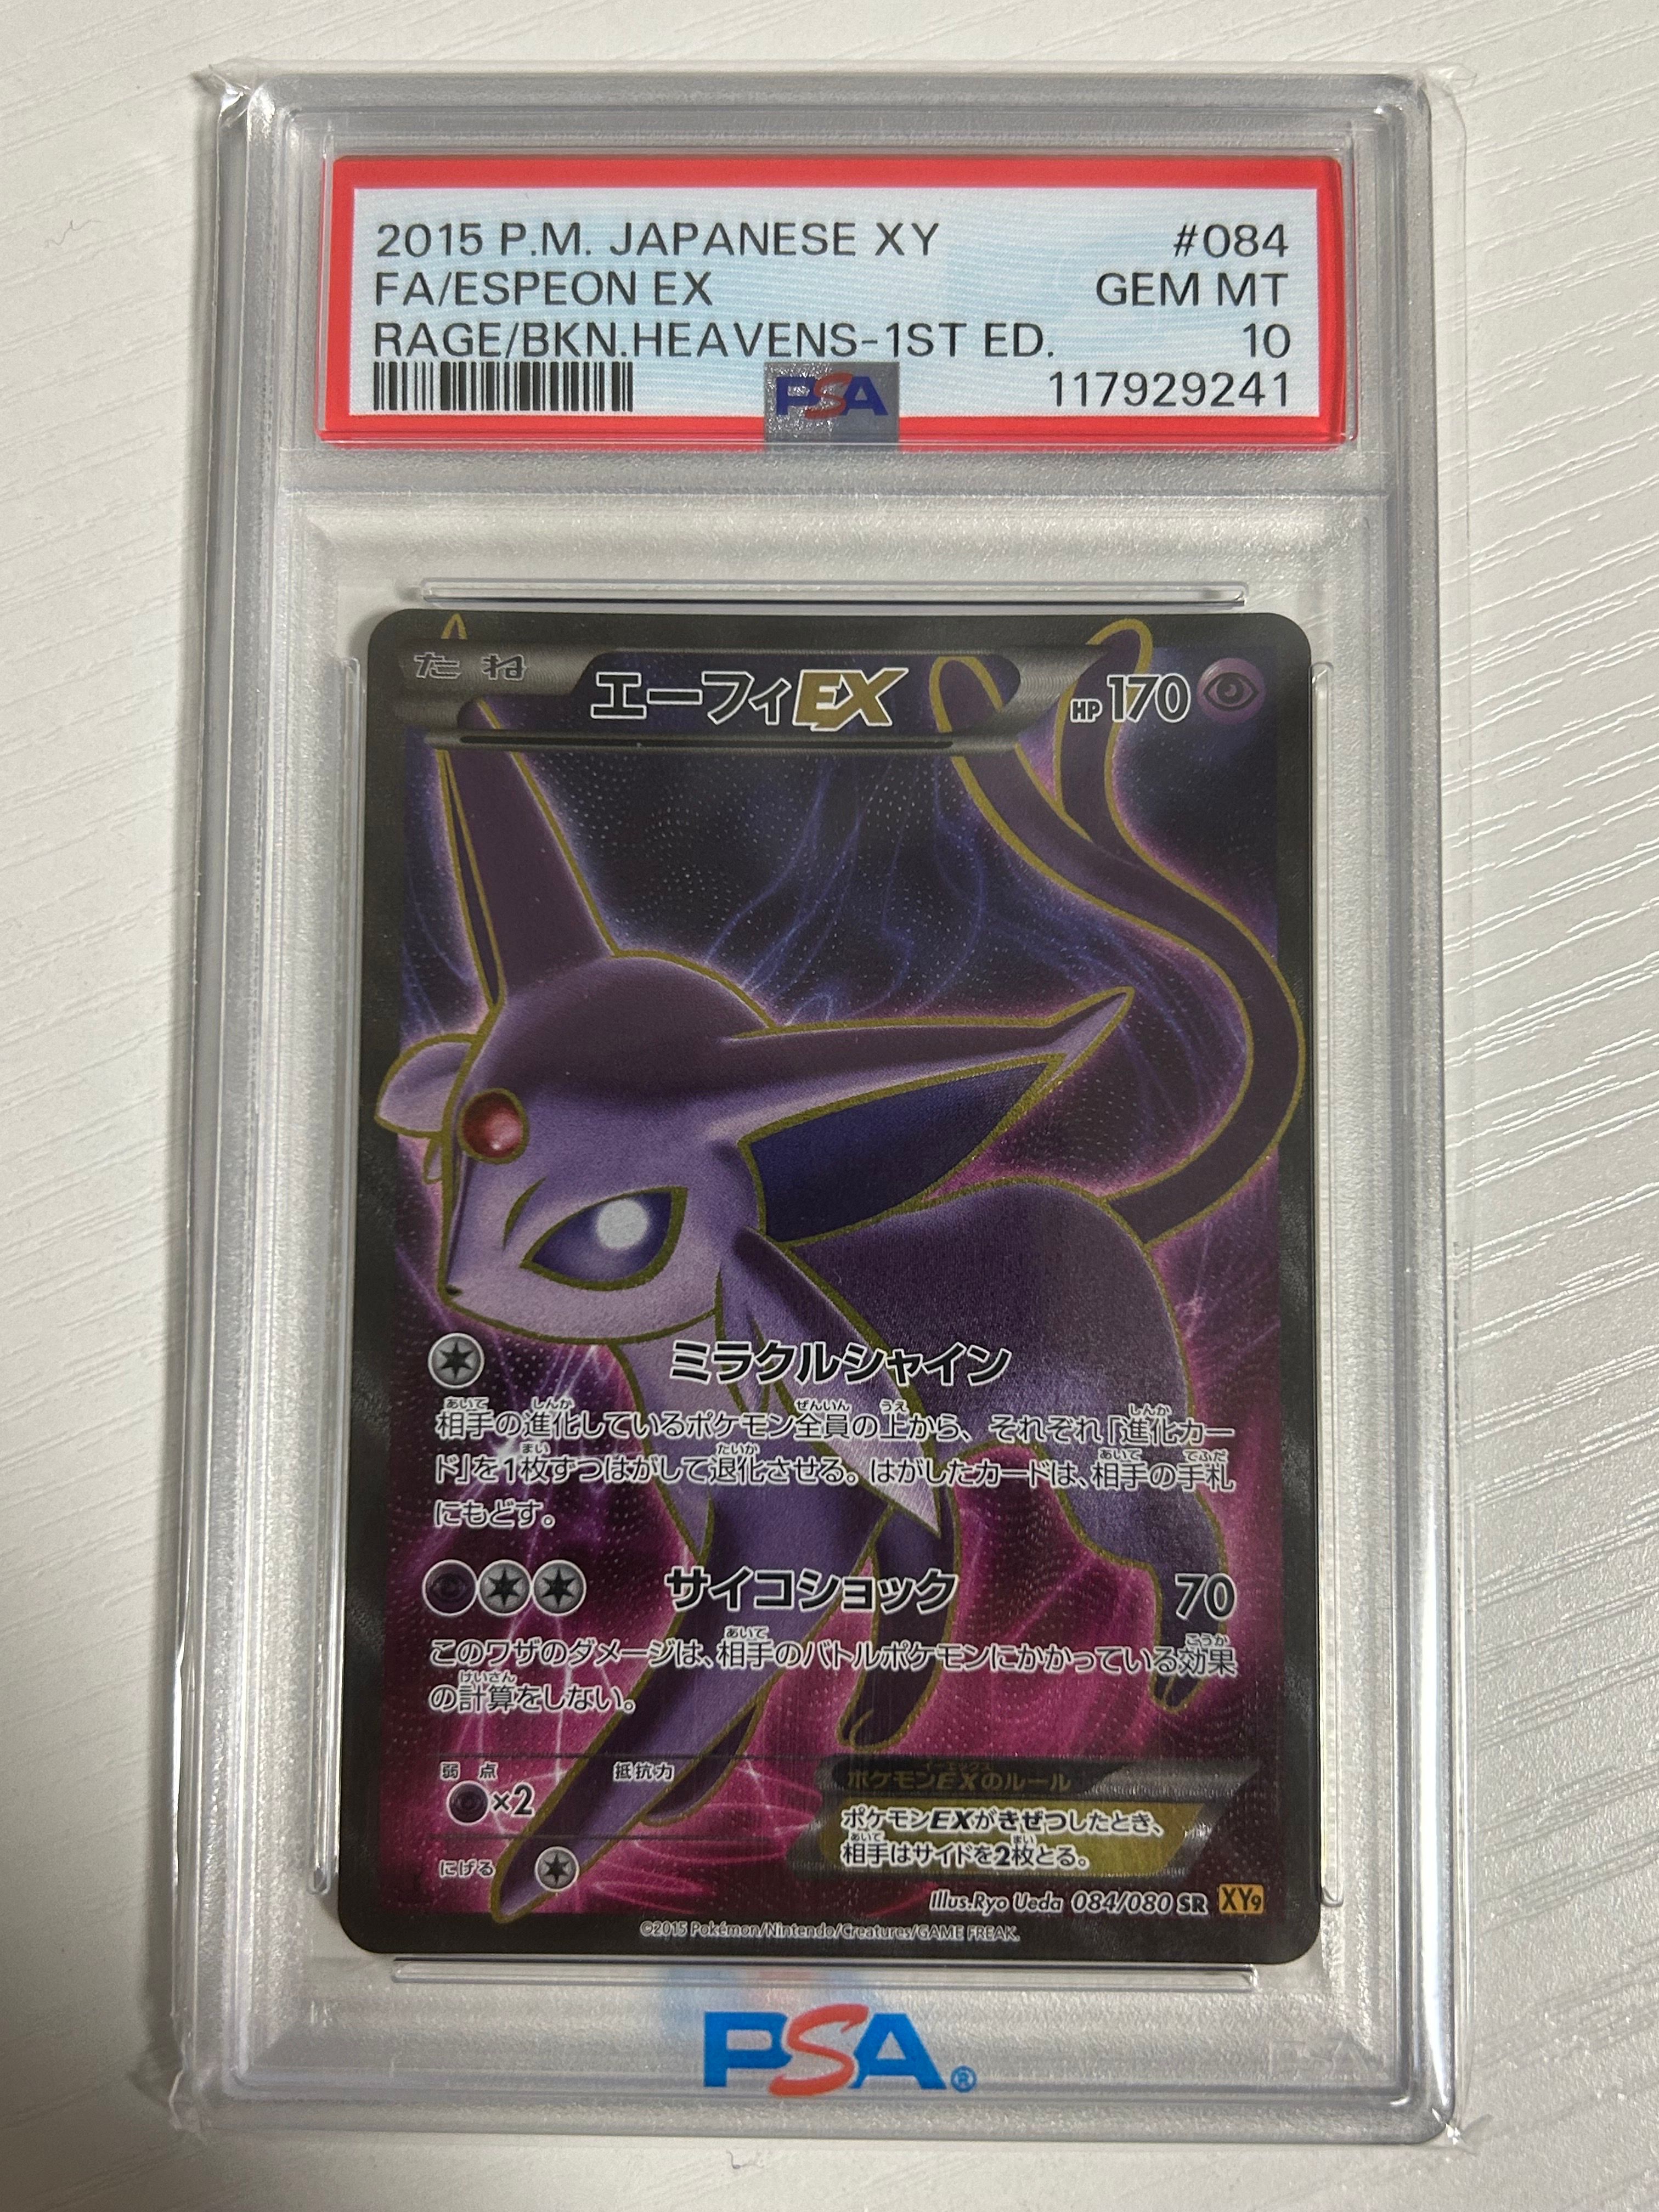 2015 P.M. JAPANESE XY #084
FA/ESPEON EX GEM MT
RAGE/BKN.HEAVENS-1ST ED. 10
PSA 117929241
たね エーフィEX HP170
ミラクルシャイン
相手の進化しているポケモン全員の上から、それぞれ「進化カー
ド」を1枚ずつはがして退化させる。はがしたカードは、相手の手札
にもどす。
サイコショック 70
このワザのダメージは、相手のバトルポケモンにかかっている効果
の計算をしない。
弱点 抵抗力
×2
にげる
ポケモンEXのルール
ポケモンEXがきぜつしたとき、
相手はサイドを2枚とる。
Illus.Ryo Ueda 084/080 SR XY9
©2015 Pokémon/Nintendo/Creatures/GAME FREAK.
PSA®